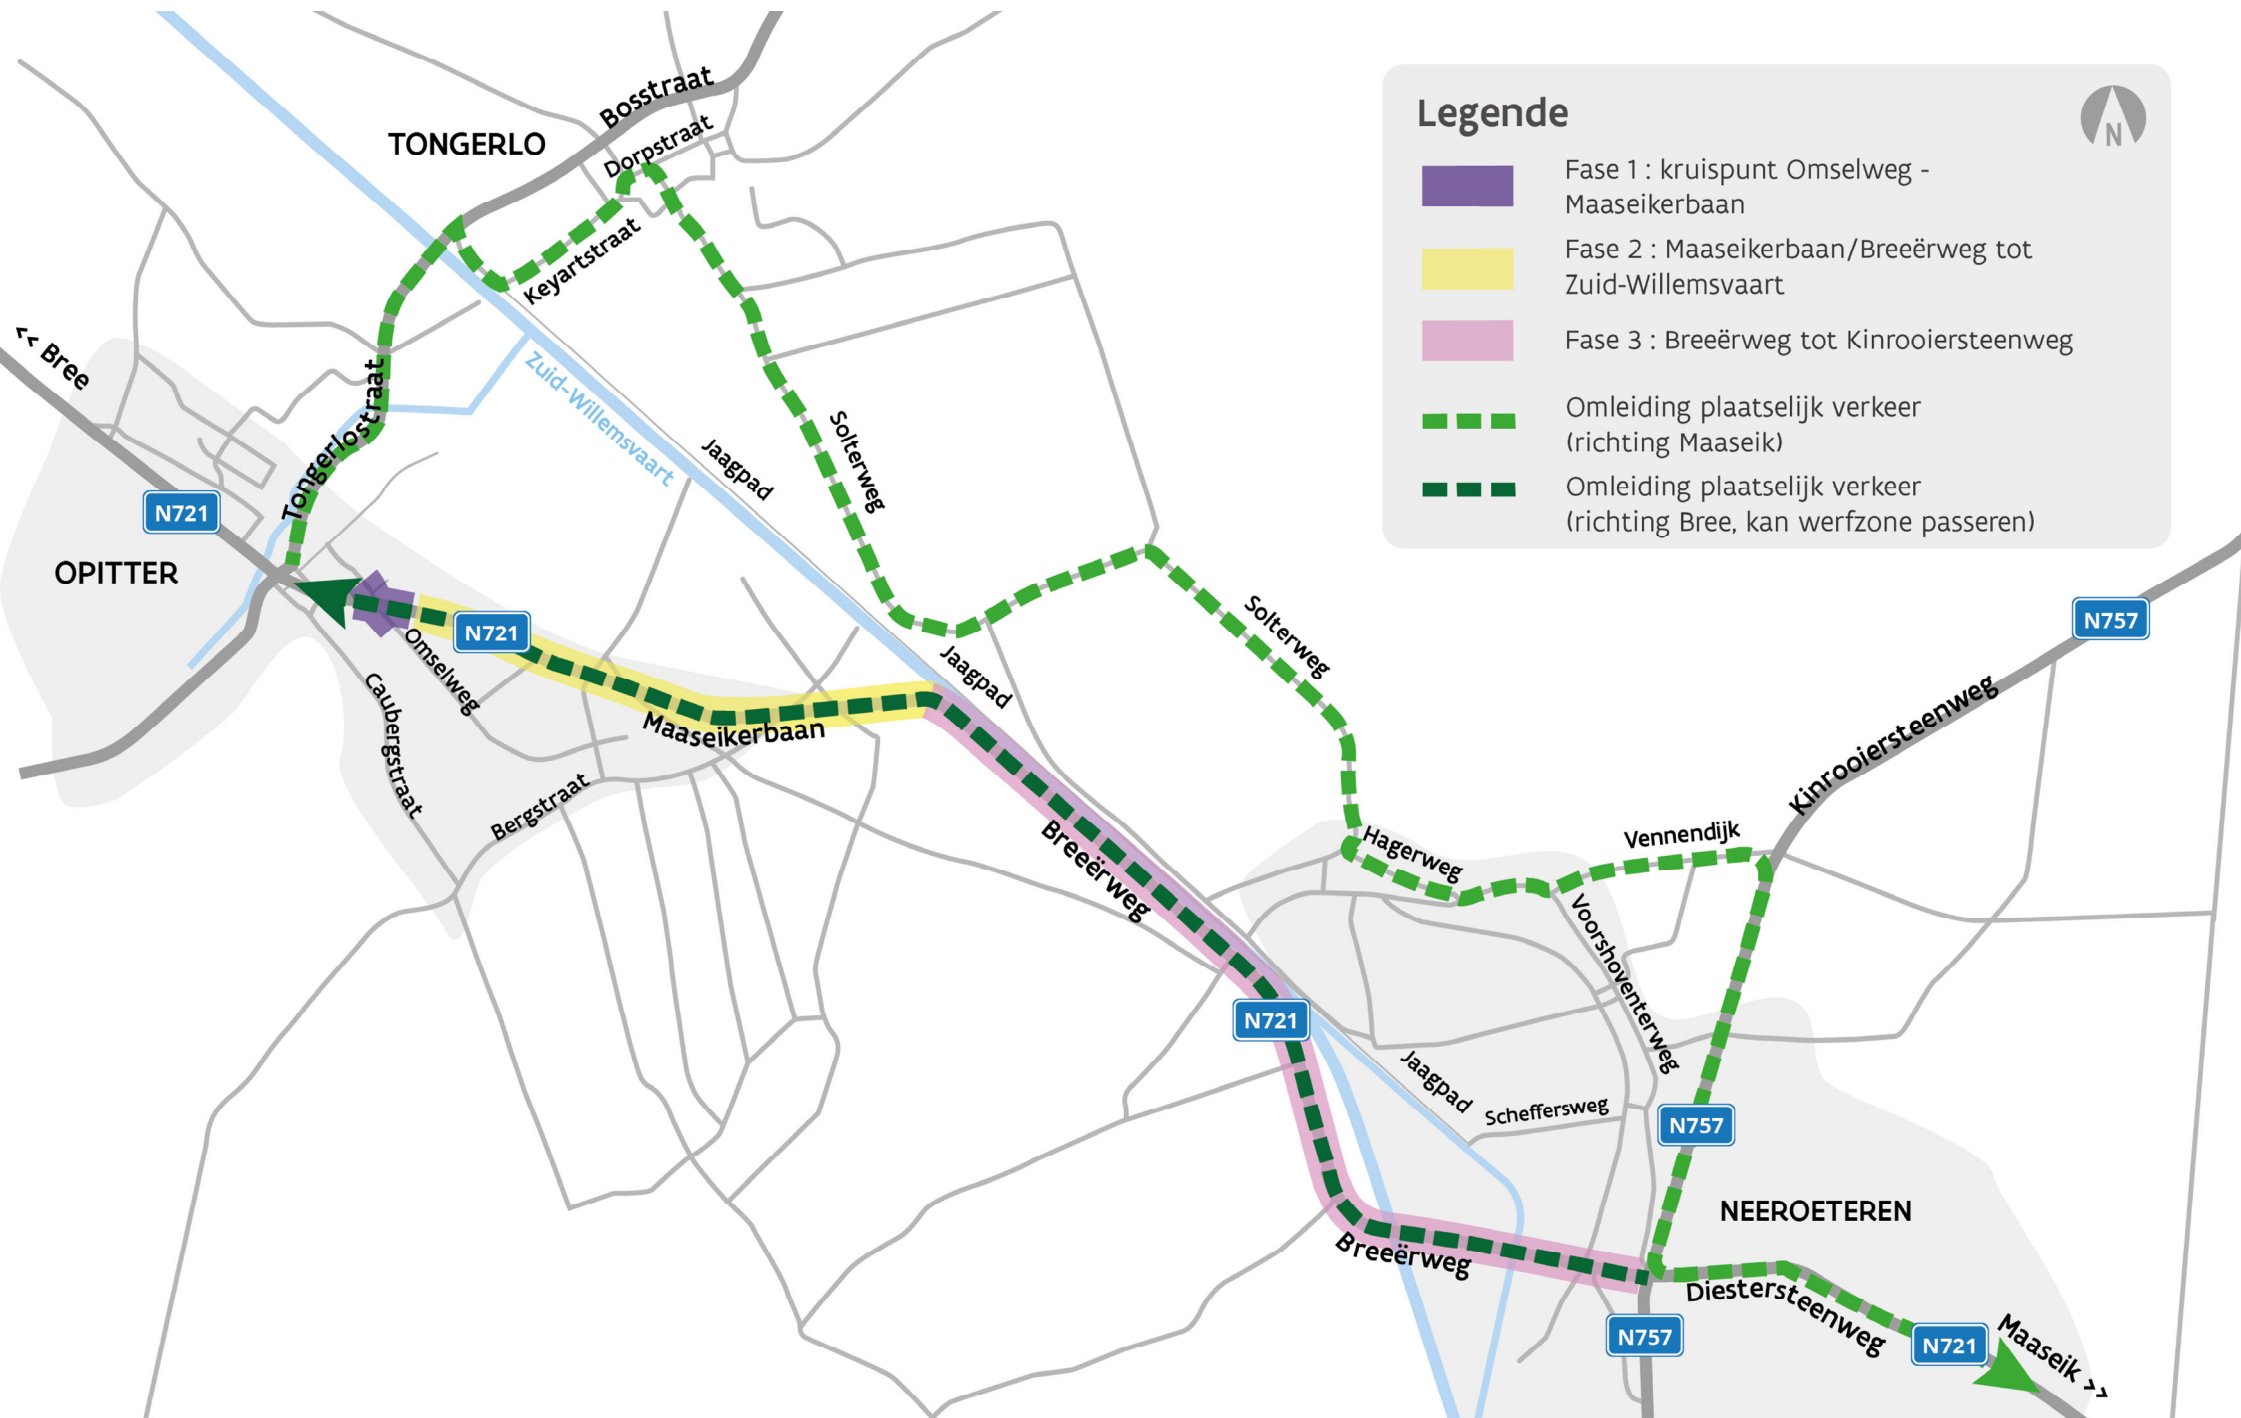 Bosstraat
TONGERLO
Dorpstraat
Keyartstraat
<< Bree
Tongerlostraat
Zuid-Willemsvaart
Jaagpad
Solterweg
N721
OPITTER
N721
Omselweg
Caubergstraat
Maaseikerbaan
Bergstraat
Jaagpad
Solterweg
Breeërweg
Hagerweg
Vennendijk
Kinrooiersteenweg
N757
Voorshoventerweg
N721
Jaagpad
Scheffersweg
N757
NEEROETEREN
Breeërweg
Diestersteenweg
N757
N721
Maaseik >>
Legende
N
Fase 1 : kruispunt Omselweg -
Maaseikerbaan
Fase 2 : Maaseikerbaan/Breeërweg tot
Zuid-Willemsvaart
Fase 3 : Breeërweg tot Kinrooiersteenweg
Omleiding plaatselijk verkeer
(richting Maaseik)
Omleiding plaatselijk verkeer
(richting Bree, kan werfzone passeren)